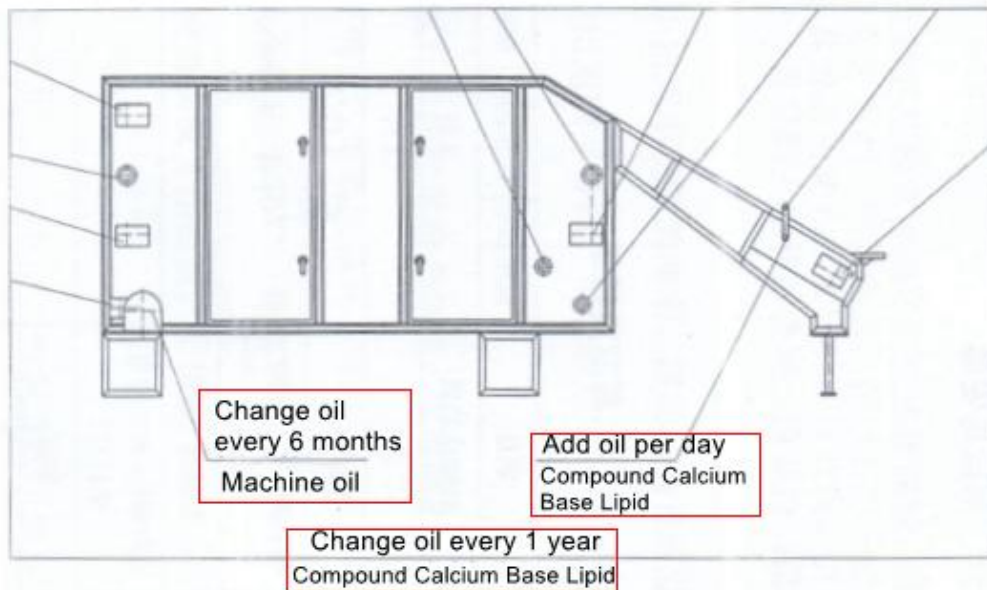 Change oil
every 6 months
Machine oil
Add oil per day
Compound Calcium
Base Lipid
Change oil every 1 year
Compound Calcium Base Lipid